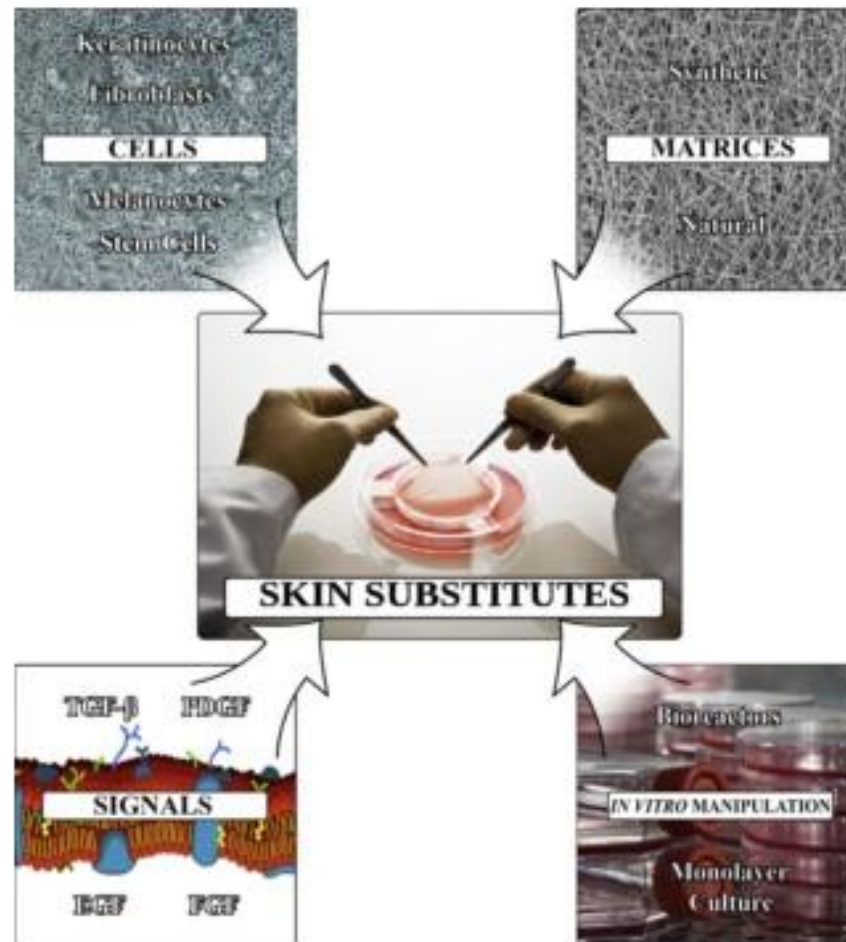 Keratinocytes
Fibroblasts
CELLS
Melanocytes
Stem Cells
Synthetic
MATRICES
Natural
SKIN SUBSTITUTES
TGF-β PDGF
SIGNALS
EGF FGF
Bioreactors
IN VITRO MANIPULATION
Monolayer
Culture